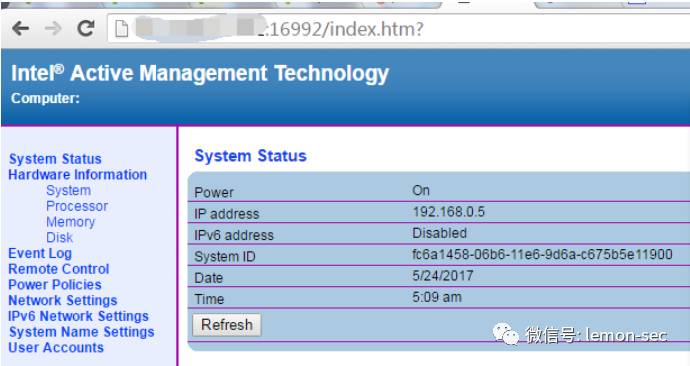 :16992/index.htm?
Intel® Active Management Technology
Computer:
System Status
Hardware Information
System
Processor
Memory
Disk
Event Log
Remote Control
Power Policies
Network Settings
IPv6 Network Settings
System Name Settings
User Accounts
System Status
Power On
IP address 192.168.0.5
IPv6 address Disabled
System ID fc6a1458-06b6-11e6-9d6a-c675b5e11900
Date 5/24/2017
Time 5:09 am
Refresh
微信号: lemon-sec